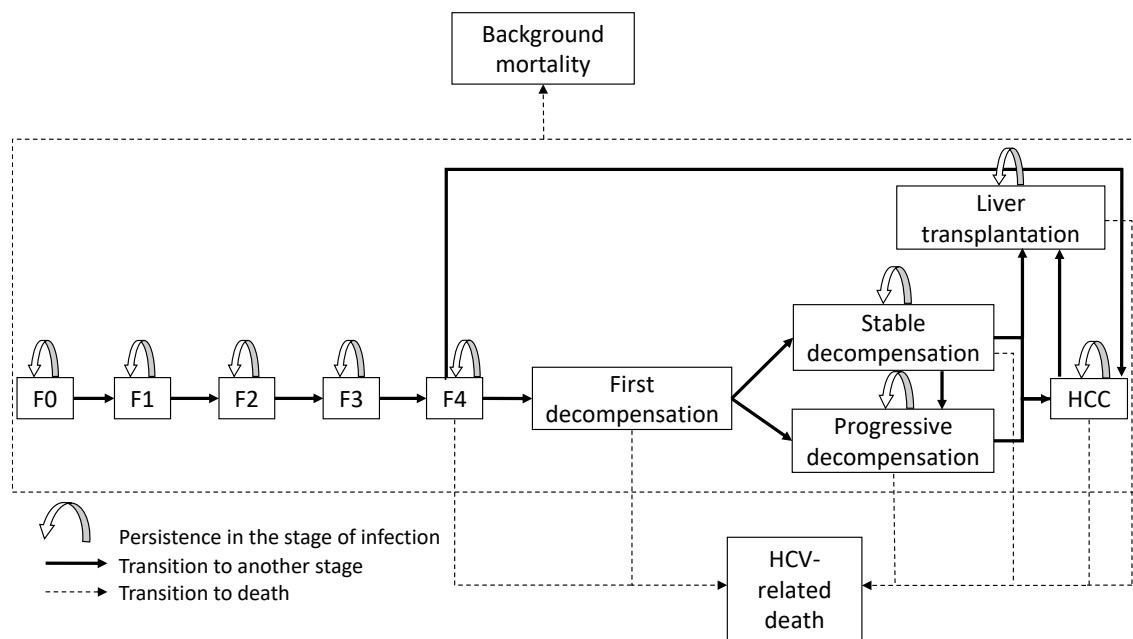 Background
mortality
Liver
transplantation
Stable
decompensation
F0
F1
F2
F3
F4
First
decompensation
HCC
Progressive
decompensation
Persistence in the stage of infection
Transition to another stage
Transition to death
HCV-
related
death